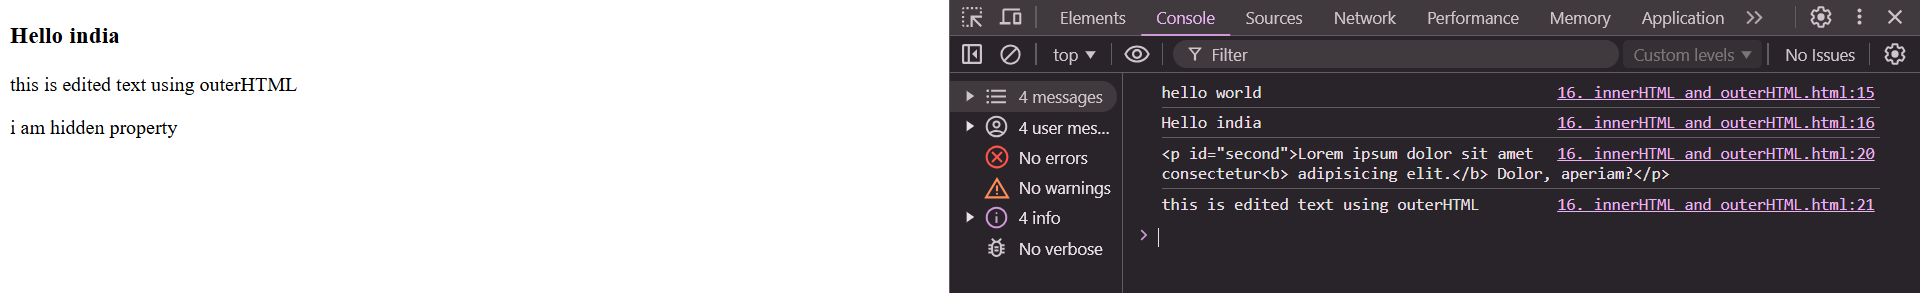 Hello india
this is edited text using outerHTML
i am hidden property
Elements Console Sources Network Performance Memory Application
top Filter Custom levels No Issues
4 messages
4 user mes...
No errors
No warnings
4 info
No verbose
hello world 16. innerHTML and outerHTML.html:15
Hello india 16. innerHTML and outerHTML.html:16
<p id="second">Lorem ipsum dolor sit amet 16. innerHTML and outerHTML.html:20
consectetur<b> adipisicing elit.</b> Dolor, aperiam?</p>
this is edited text using outerHTML 16. innerHTML and outerHTML.html:21